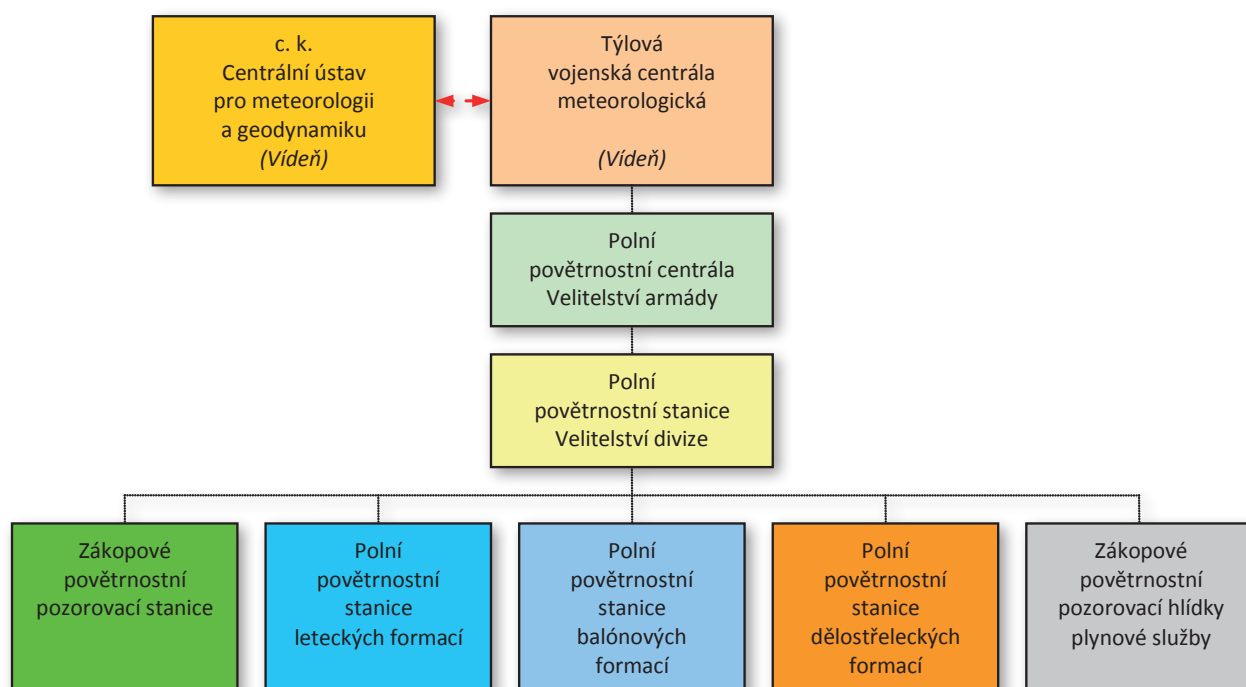 c. k.
Centrální ústav
pro meteorologii
a geodynamiku
(Vídeň)
Týlová
vojenská centrála
meteorologická
(Vídeň)
Polní
povětrnostní centrála
Velitelství armády
Polní
povětrnostní stanice
Velitelství divize
Zákopové
povětrnostní
pozorovací stanice
Polní
povětrnostní
stanice
leteckých formací
Polní
povětrnostní
stanice
balónových
formací
Polní
povětrnostní
stanice
dělostřeleckých
formací
Zákopové
povětrnostní
pozorovací hlídky
plynové služby